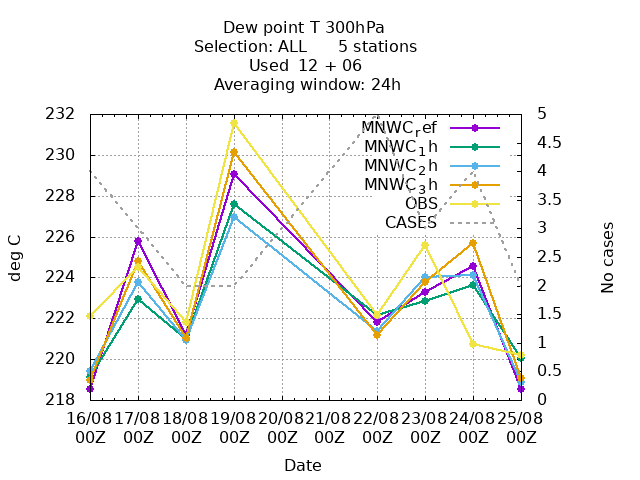 Dew point T 300hPa
Selection: ALL 5 stations
Used 12 + 06
Averaging window: 24h
232
230
228
226
224
222
220
218
5
4.5
4
3.5
3
2.5
2
1.5
1
0.5
0
MNWC_ref
MNWC_1h
MNWC_2h
MNWC_3h
OBS
CASES
deg C
No cases
16/08 17/08 18/08 19/08 20/08 21/08 22/08 23/08 24/08 25/08
00Z 00Z 00Z 00Z 00Z 00Z 00Z 00Z 00Z 00Z
Date